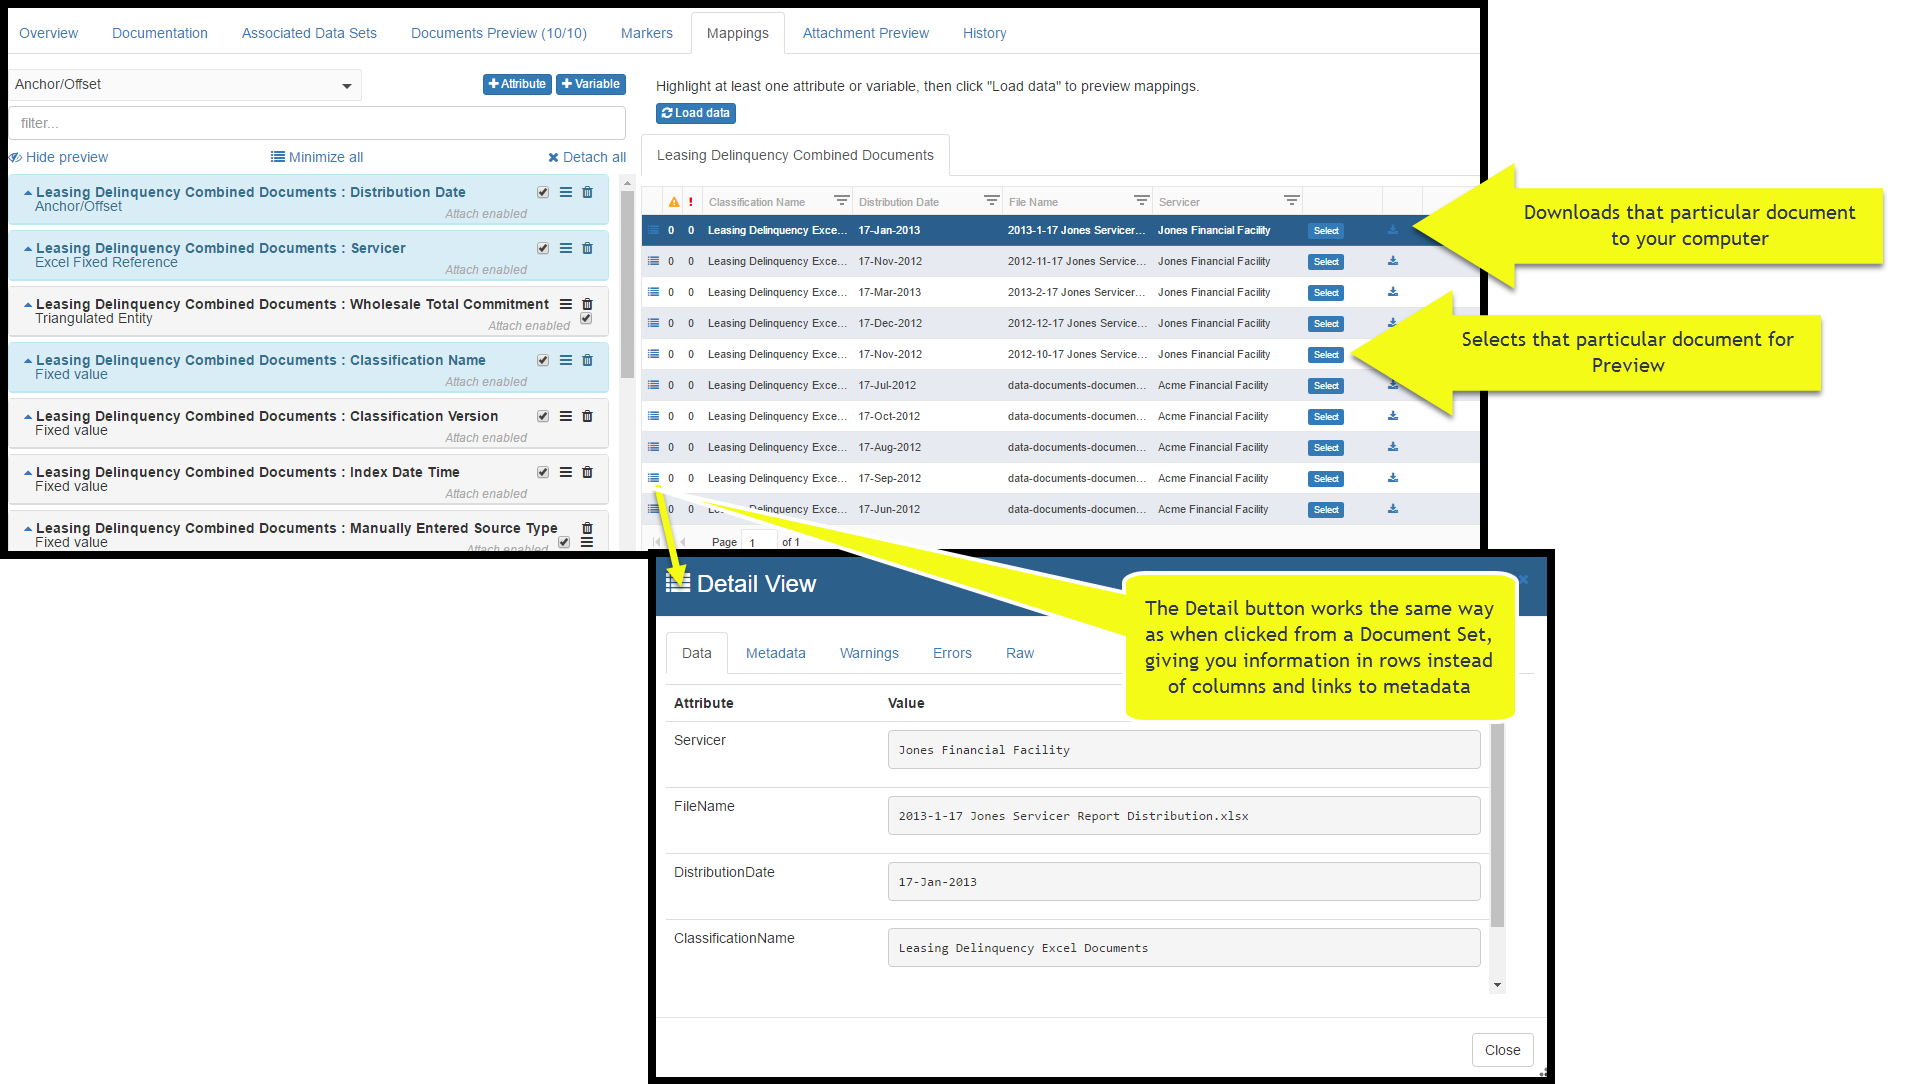 Overview Documentation Associated Data Sets Documents Preview (10/10) Markers Mappings Attachment Preview History
Anchor/Offset
Attribute Variable
filter...
Hide preview Minimize all Detach all
Leasing Delinquency Combined Documents : Distribution Date
Anchor/Offset
Attach enabled
Leasing Delinquency Combined Documents : Servicer
Excel Fixed Reference
Attach enabled
Leasing Delinquency Combined Documents : Wholesale Total Commitment
Triangulated Entity
Attach enabled
Leasing Delinquency Combined Documents : Classification Name
Fixed value
Attach enabled
Leasing Delinquency Combined Documents : Classification Version
Fixed value
Attach enabled
Leasing Delinquency Combined Documents : Index Date Time
Fixed value
Attach enabled
Leasing Delinquency Combined Documents : Manually Entered Source Type
Fixed value
Attach enabled
Highlight at least one attribute or variable, then click "Load data" to preview mappings.
Load data
Leasing Delinquency Combined Documents
Classification Name Distribution Date File Name Servicer
0 0 Leasing Delinquency Exce... 17-Jan-2013 2013-1-17 Jones Servicer... Jones Financial Facility Select
0 0 Leasing Delinquency Exce... 17-Nov-2012 2012-11-17 Jones Service... Jones Financial Facility Select
0 0 Leasing Delinquency Exce... 17-Mar-2013 2013-2-17 Jones Servicer... Jones Financial Facility Select
0 0 Leasing Delinquency Exce... 17-Dec-2012 2012-12-17 Jones Service... Jones Financial Facility Select
0 0 Leasing Delinquency Exce... 17-Nov-2012 2012-10-17 Jones Service... Jones Financial Facility Select
0 0 Leasing Delinquency Exce... 17-Jul-2012 data-documents-documen... Acme Financial Facility Select
0 0 Leasing Delinquency Exce... 17-Oct-2012 data-documents-documen... Acme Financial Facility Select
0 0 Leasing Delinquency Exce... 17-Aug-2012 data-documents-documen... Acme Financial Facility Select
0 0 Leasing Delinquency Exce... 17-Sep-2012 data-documents-documen... Acme Financial Facility Select
0 0 Delinquency Exce... 17-Jun-2012 data-documents-documen... Acme Financial Facility Select
Page 1 of 1
Downloads that particular document
to your computer
Selects that particular document for
Preview
Detail View
The Detail button works the same way
as when clicked from a Document Set,
giving you information in rows instead
of columns and links to metadata
Data Metadata Warnings Errors Raw
Attribute Value
Servicer Jones Financial Facility
FileName 2013-1-17 Jones Servicer Report Distribution.xlsx
DistributionDate 17-Jan-2013
ClassificationName Leasing Delinquency Excel Documents
Close